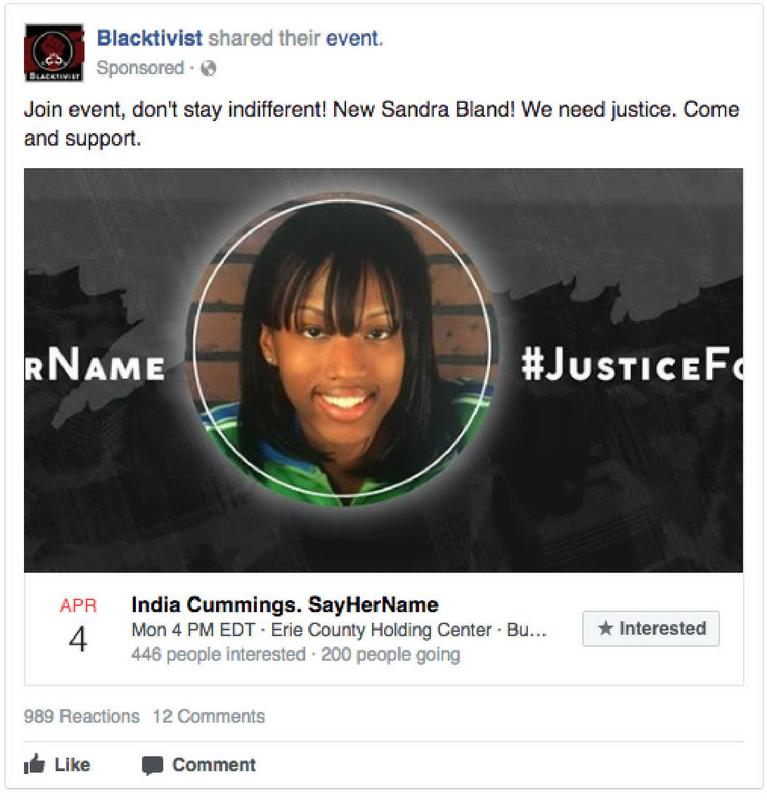 Blacktivist shared their event.
BLACKTIVIST
Sponsored ·
Join event, don't stay indifferent! New Sandra Bland! We need justice. Come
and support.
RNAME #JUSTICEFO
APR
4
India Cummings. SayHerName
Mon 4 PM EDT · Erie County Holding Center · Bu...
446 people interested · 200 people going
Interested
989 Reactions 12 Comments
Like Comment